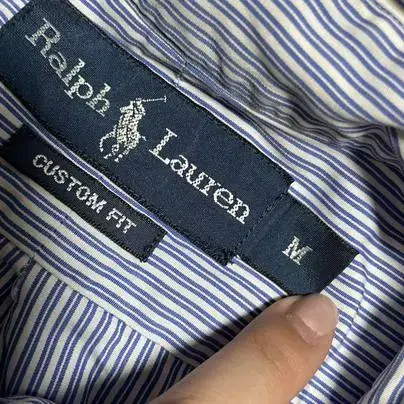 Ralph Lauren
CUSTOM FIT
M